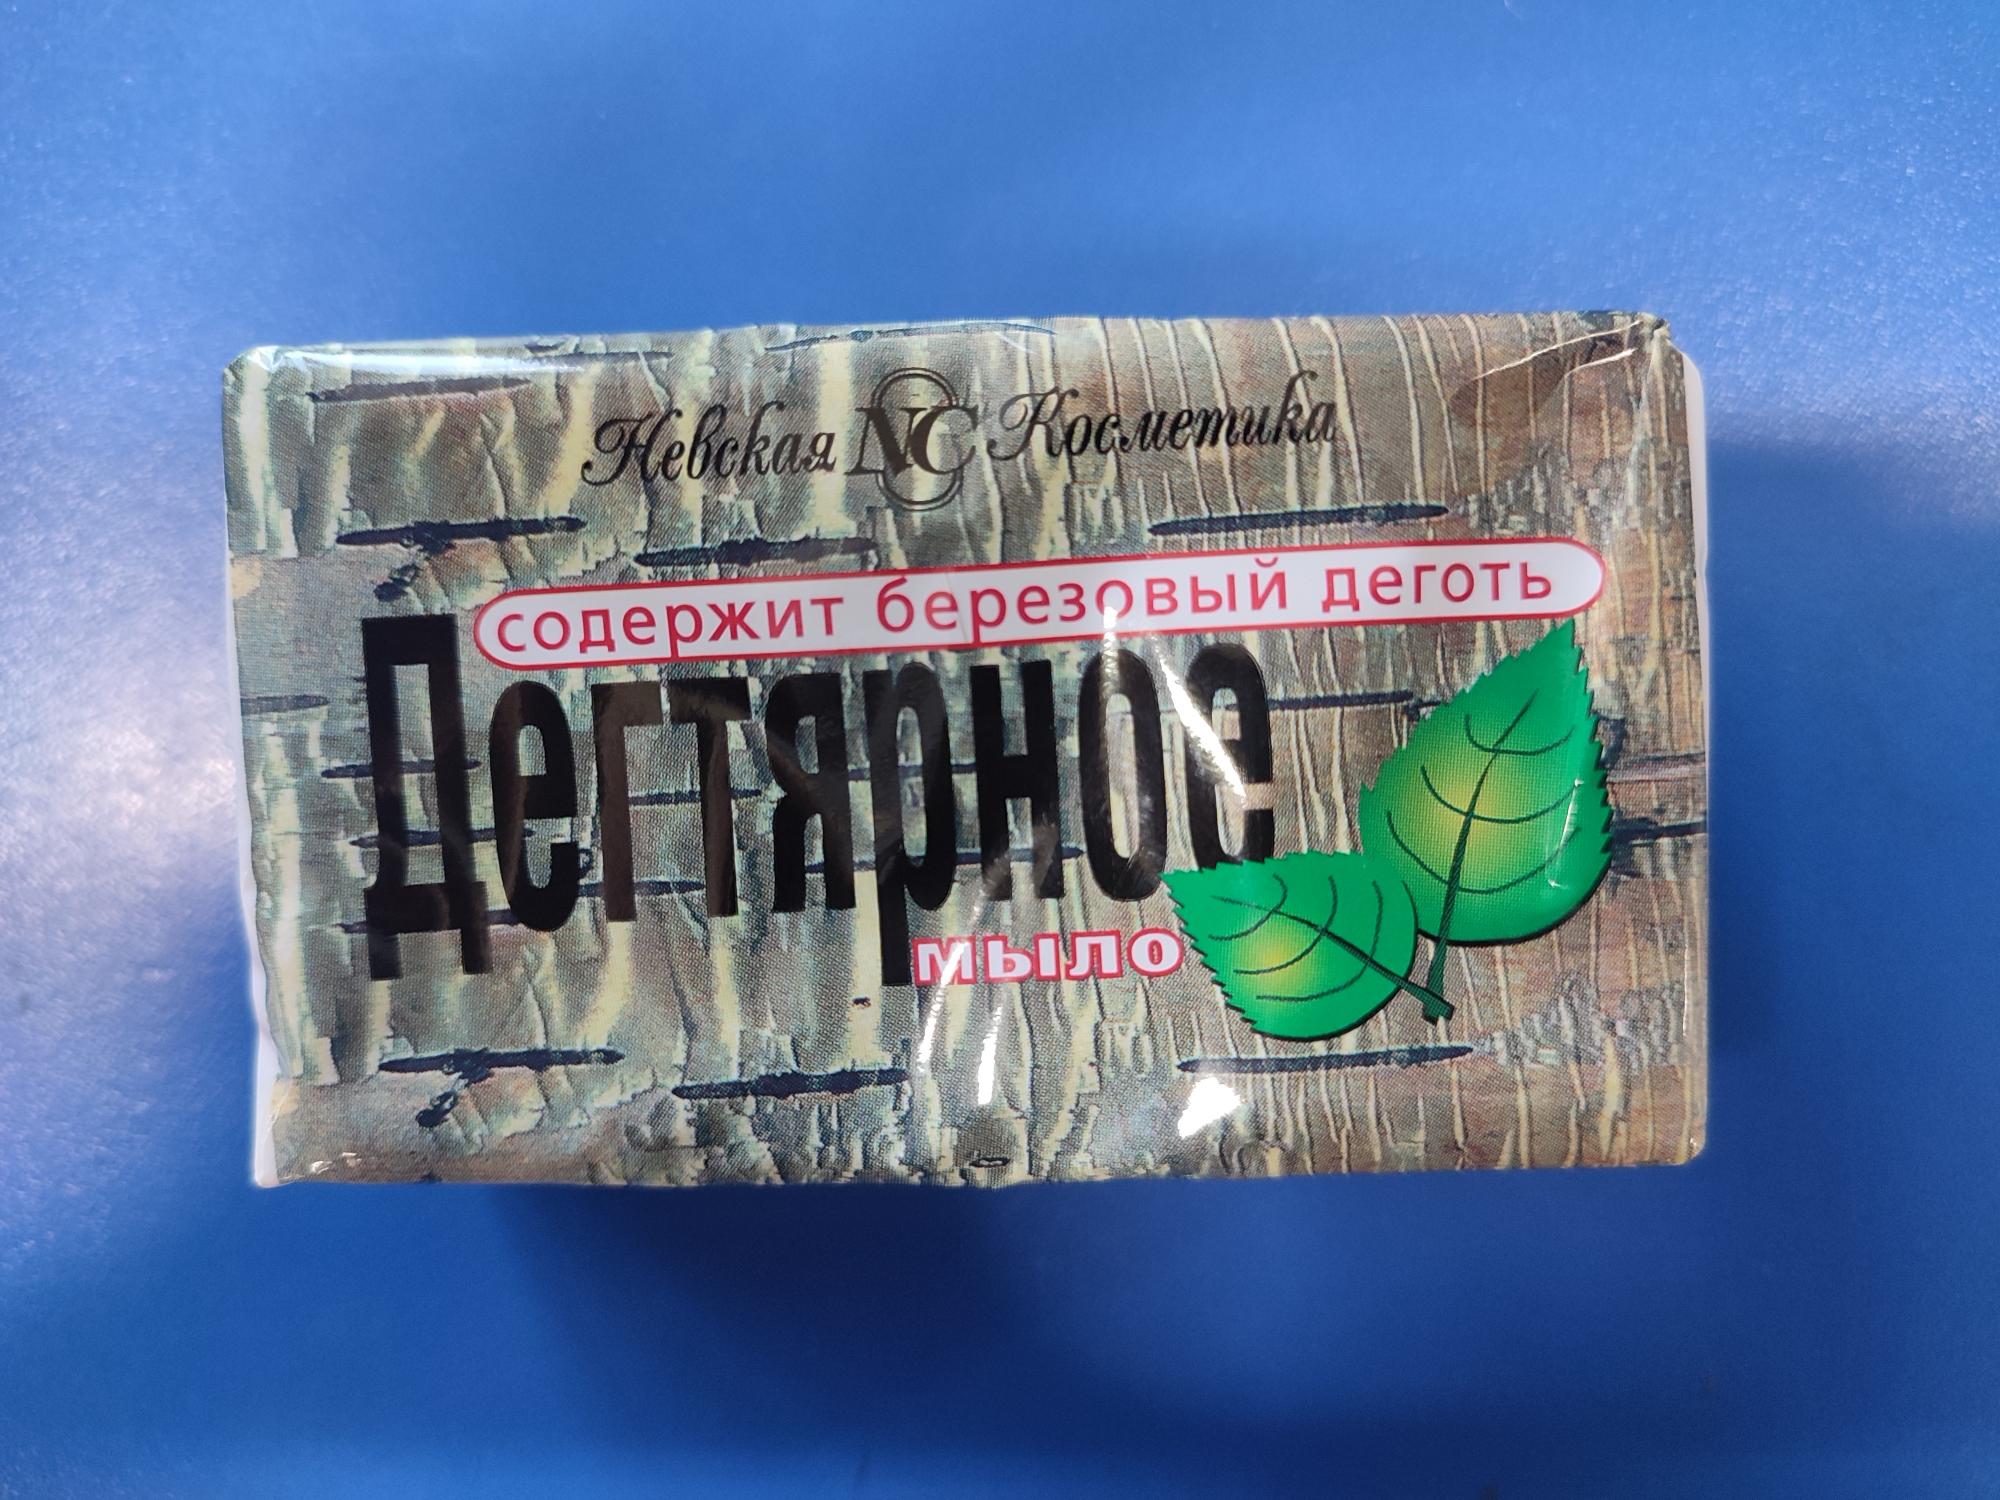 Невская NC Косметика
содержит березовый деготь
Дегтярное
мыло